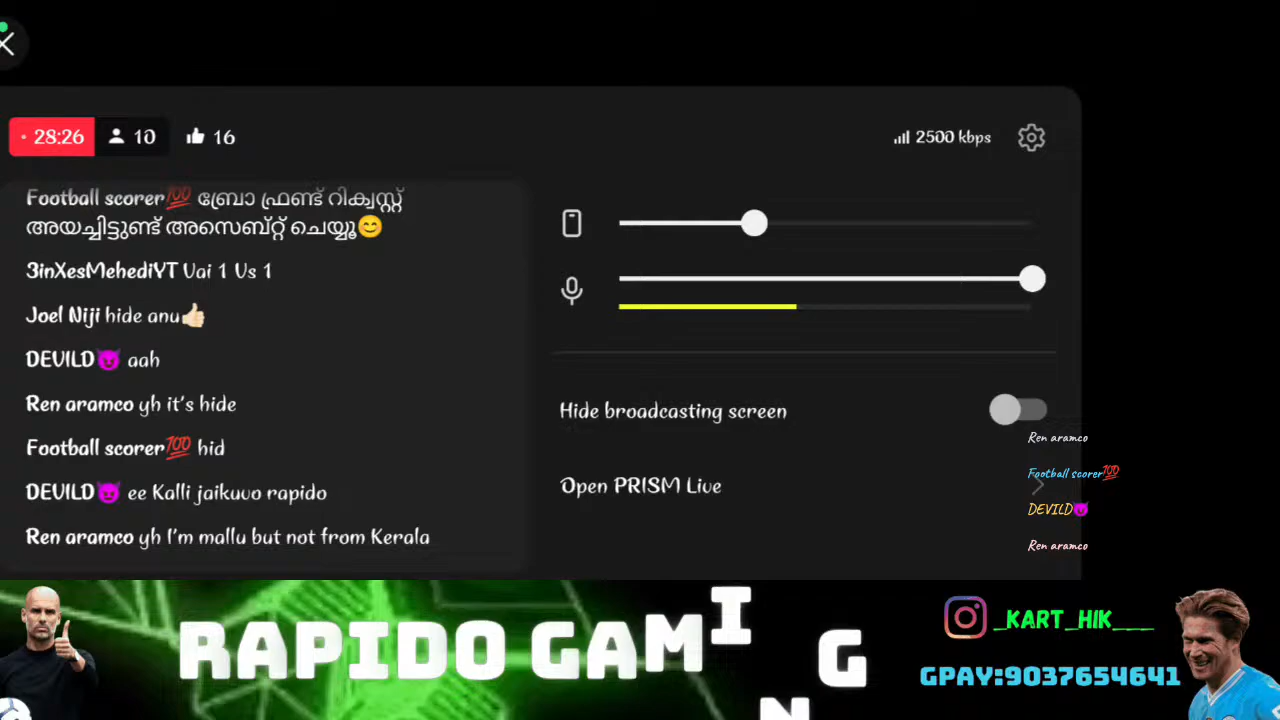 28:26 10 16
2500 kbps
Football scorer💯 ബ്രോ ഫ്രണ്ട് റിക്വസ്റ്റ്
അയച്ചിട്ടുണ്ട് അസെബ്റ്റ് ചെയ്യൂ😊
3inXesMehediYT Vai 1 Vs 1
Joel Niji hide anu👍🏻
DEVILD😈 aah
Ren aramco yh it's hide
Football scorer💯 hid
DEVILD😈 ee Kalli jaikuvo rapido
Ren aramco yh I'm mallu but not from Kerala
Hide broadcasting screen
Open PRISM Live
Ren aramco
Football scorer💯
DEVILD😈
Ren aramco
RAPIDO GAMING
_KART_HIK___
GPAY:9037654641